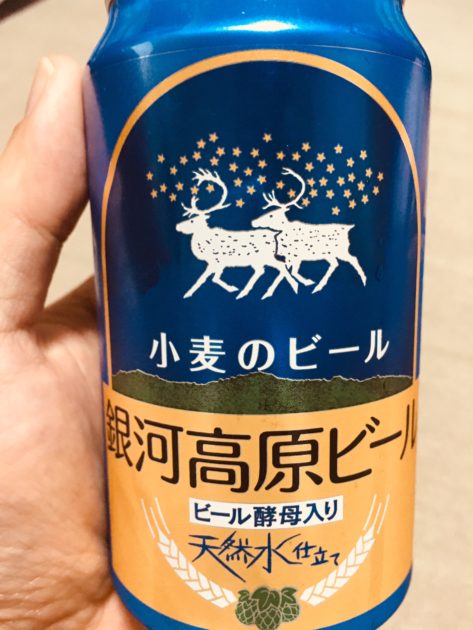 小麦のビール
銀河高原ビール
ビール酵母入り
天然水仕立て